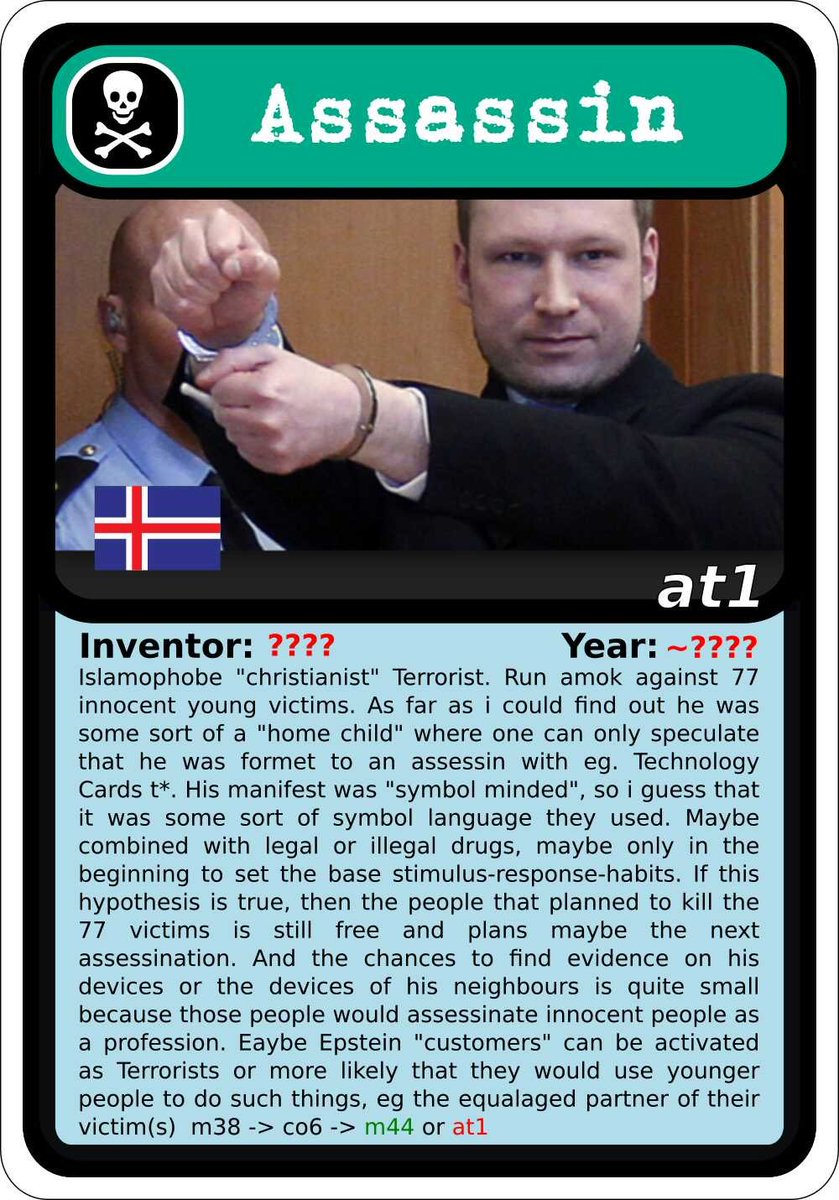 Assassin
at1
Inventor: ???? Year: ~????
Islamophobe "christianist" Terrorist. Run amok against 77
innocent young victims. As far as i could find out he was
some sort of a "home child" where one can only speculate
that he was formet to an assessin with eg. Technology
Cards t*. His manifest was "symbol minded", so i guess that
it was some sort of symbol language they used. Maybe
combined with legal or illegal drugs, maybe only in the
beginning to set the base stimulus-response-habits. If this
hypothesis is true, then the people that planned to kill the
77 victims is still free and plans maybe the next
assessination. And the chances to find evidence on his
devices or the devices of his neighbours is quite small
because those people would assessinate innocent people as
a profession. Eaybe Epstein "customers" can be activated
as Terrorists or more likely that they would use younger
people to do such things, eg the equalaged partner of their
victim(s) m38 -> co6 -> m44 or at1